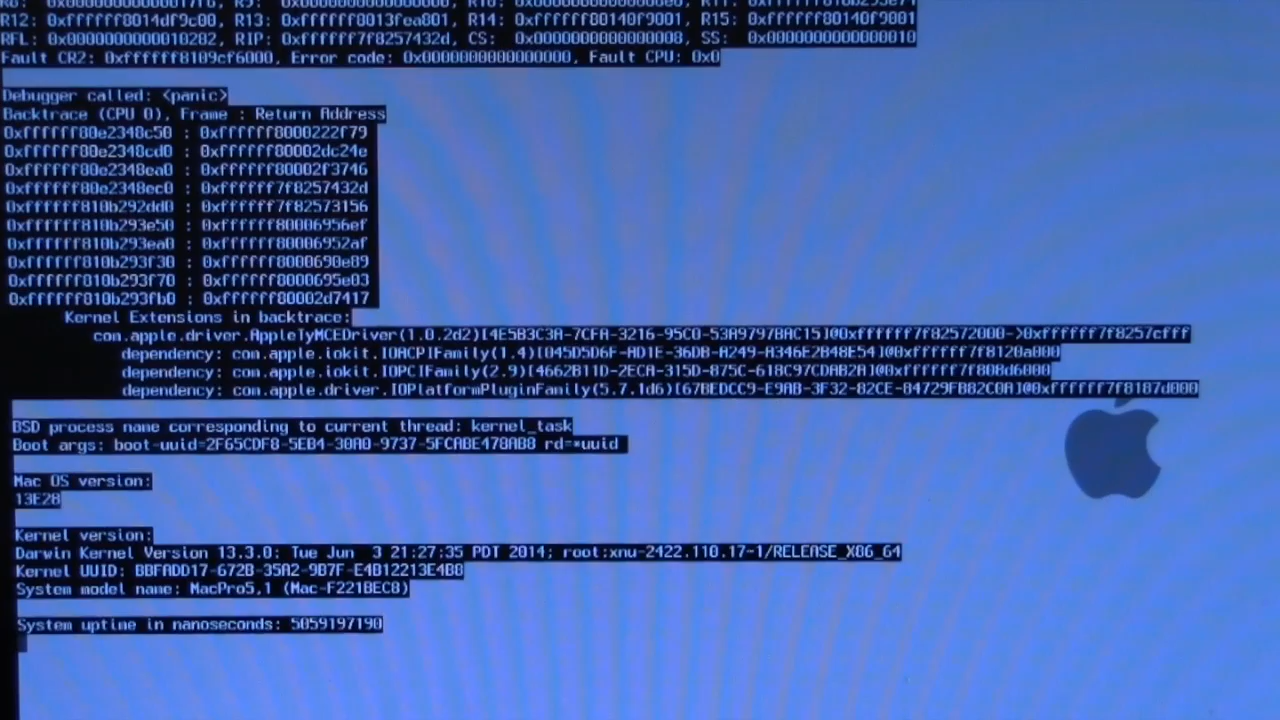 R12: 0xffffff8014df9c00, R13: 0xffffff8013fea801, R14: 0xffffff80140f9001, R15: 0xffffff80140f9001
RFL: 0x0000000000010282, RIP: 0xffffff7f8257432d, CS: 0x0000000000000008, SS: 0x0000000000000010
Fault CR2: 0xffffff8109cf6000, Error code: 0x0000000000000000, Fault CPU: 0x0
Debugger called: <panic>
Backtrace (CPU 0), Frame : Return Address
0xffffff80e2348c50 : 0xffffff8000222f79
0xffffff80e2348cd0 : 0xffffff80002dc24e
0xffffff80e2348ea0 : 0xffffff80002f3746
0xffffff80e2348ec0 : 0xffffff7f8257432d
0xffffff810b292dd0 : 0xffffff7f82573156
0xffffff810b293e50 : 0xffffff80006956ef
0xffffff810b293ea0 : 0xffffff80006952af
0xffffff810b293f30 : 0xffffff8000690e89
0xffffff810b293f70 : 0xffffff8000695e03
0xffffff810b293fb0 : 0xffffff80002d7417
Kernel Extensions in backtrace:
com.apple.driver.AppleTyMCEDriver(1.0.2d2)[4E5B3C3A-7CFA-3216-95C0-53A9797BAC15]@0xffffff7f82572000->0xffffff7f8257cfff
dependency: com.apple.iokit.IOACPIFamily(1.4)[045D5D6F-AD1E-36DB-A249-A346E2B48E54]@0xffffff7f8120a000
dependency: com.apple.iokit.IOPCIFamily(2.9)[4662B11D-2ECA-315D-875C-618C97CDAB2A]@0xffffff7f808d6000
dependency: com.apple.driver.IOPlatformPluginFamily(5.7.1d6)[67BEDCC9-E9AB-3F32-82CE-84729FB82C0A]@0xffffff7f8187d000
BSD process name corresponding to current thread: kernel_task
Boot args: boot-uuid=2F65CDF8-5EB4-30A0-9737-5FCABE478AB8 rd=*uuid
Mac OS version:
13E28
Kernel version:
Darwin Kernel Version 13.3.0: Tue Jun 3 21:27:35 PDT 2014; root:xnu-2422.110.17~1/RELEASE_X86_64
Kernel UUID: BBFADD17-672B-35A2-9B7F-E4B12213E4B8
System model name: MacPro5,1 (Mac-F221BEC8)
System uptime in nanoseconds: 5059197190